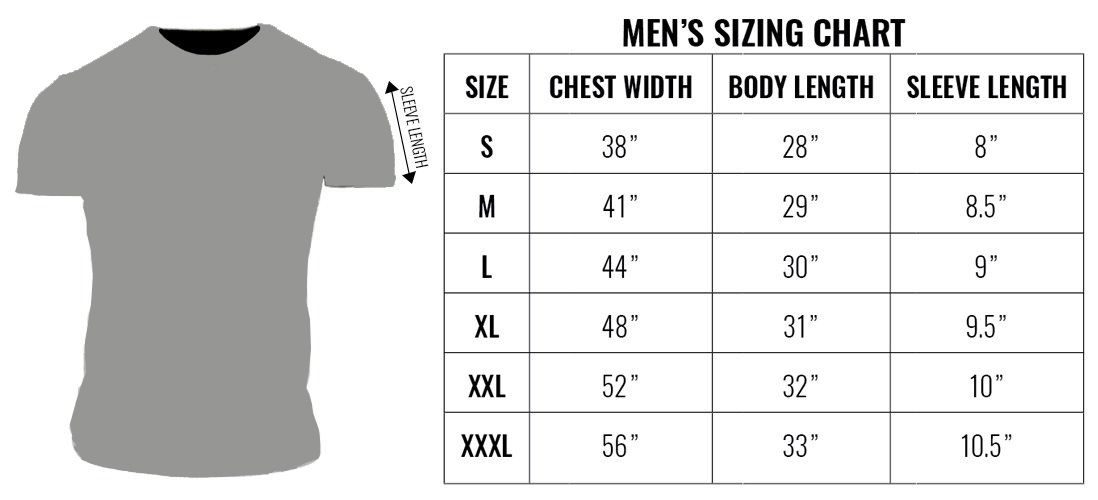 MEN’S SIZING CHART
SLEEVE LENGTH
SIZE CHEST WIDTH BODY LENGTH SLEEVE LENGTH
S 38” 28” 8”
M 41” 29” 8.5”
L 44” 30” 9”
XL 48” 31” 9.5”
XXL 52” 32” 10”
XXXL 56” 33” 10.5”